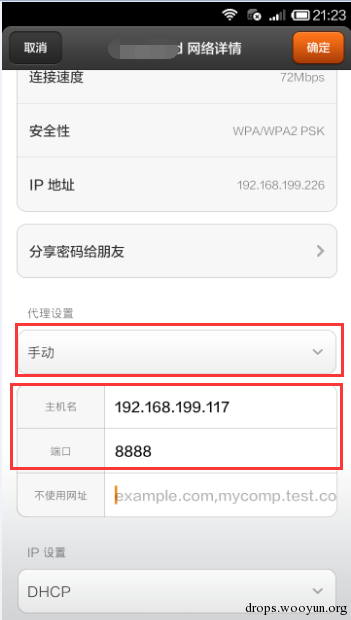 21:23
取消
d 网络详情
确定
连接速度 72Mbps
安全性 WPA/WPA2 PSK
IP 地址 192.168.199.226
分享密码给朋友
代理设置
手动
主机名 192.168.199.117
端口 8888
不使用网址 example.com,mycomp.test.co
IP 设置
DHCP
drops.wooyun.org